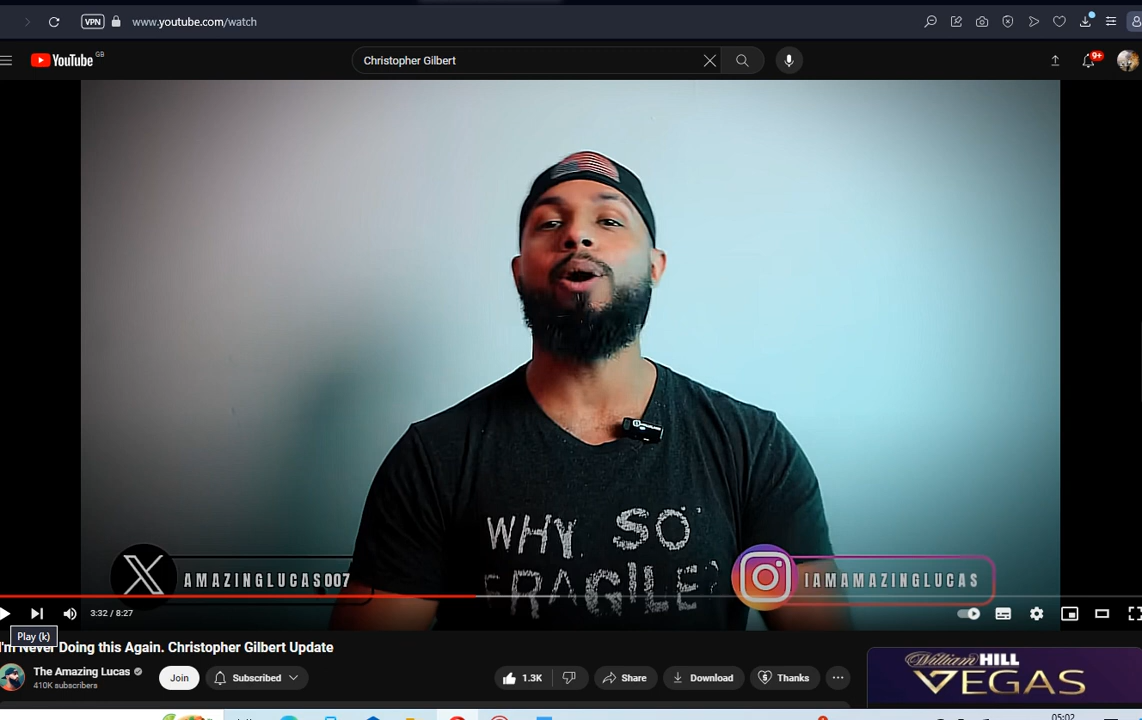 VPN
www.youtube.com/watch
YouTube GB
Christopher Gilbert
9+
WHY SO
FRAGILE?
AMAZINGLUCAS007
IAMAMAZINGLUCAS
3:32 / 8:27
Play (k)
I'm Never Doing this Again. Christopher Gilbert Update
The Amazing Lucas
410K subscribers
Join
Subscribed
1.3K
Share
Download
Thanks
William HILL
VEGAS
05:02